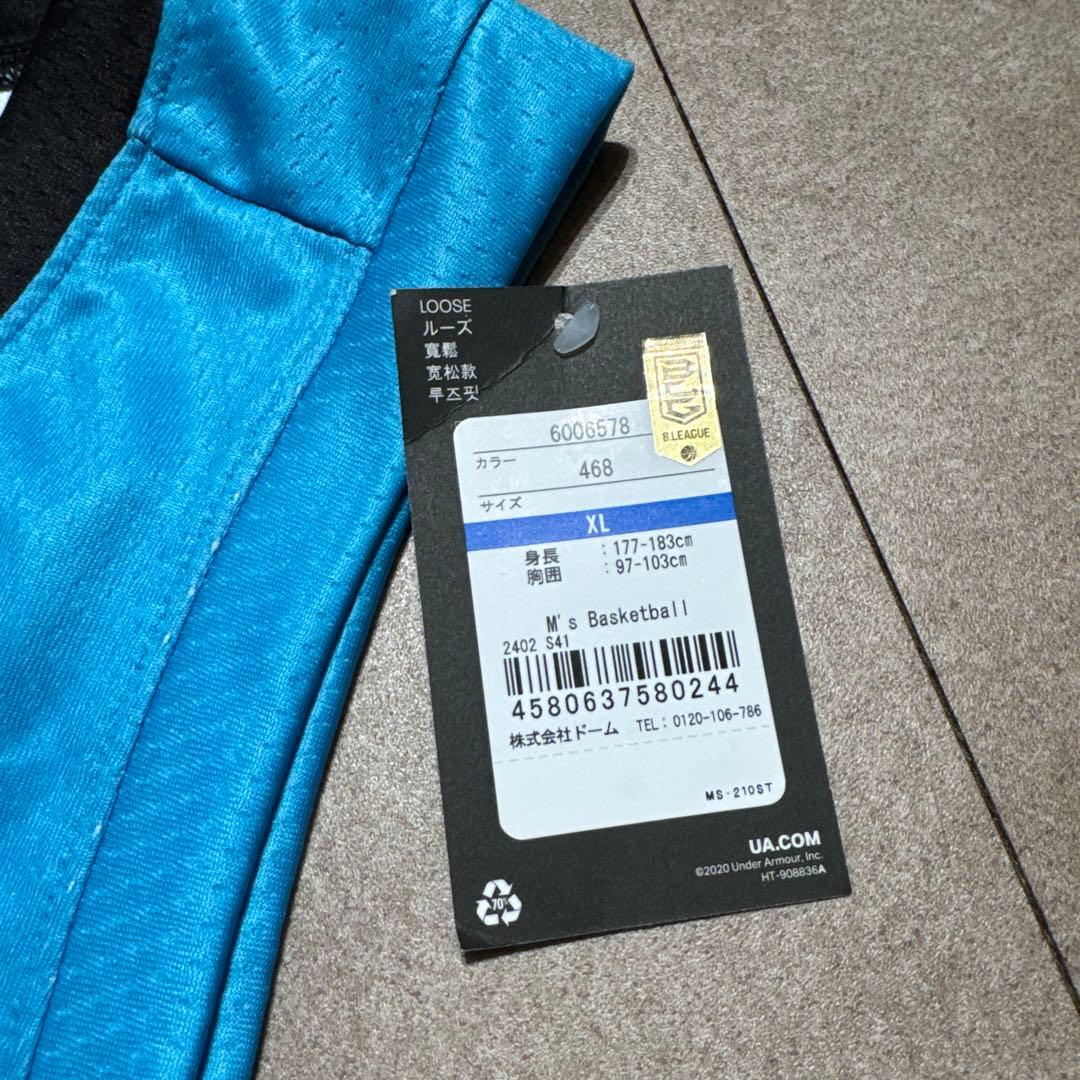 LOOSE
ルーズ
寬鬆
宽松款
루즈핏
B.LEAGUE
6006578
カラー
468
サイズ
XL
身長 : 177-183cm
胸囲 : 97-103cm
M's Basketball
2402 S41
4580637580244
株式会社ドーム TEL: 0120-106-786
MS-210ST
UA.COM
©2020 Under Armour, Inc.
HT-908836A
70%